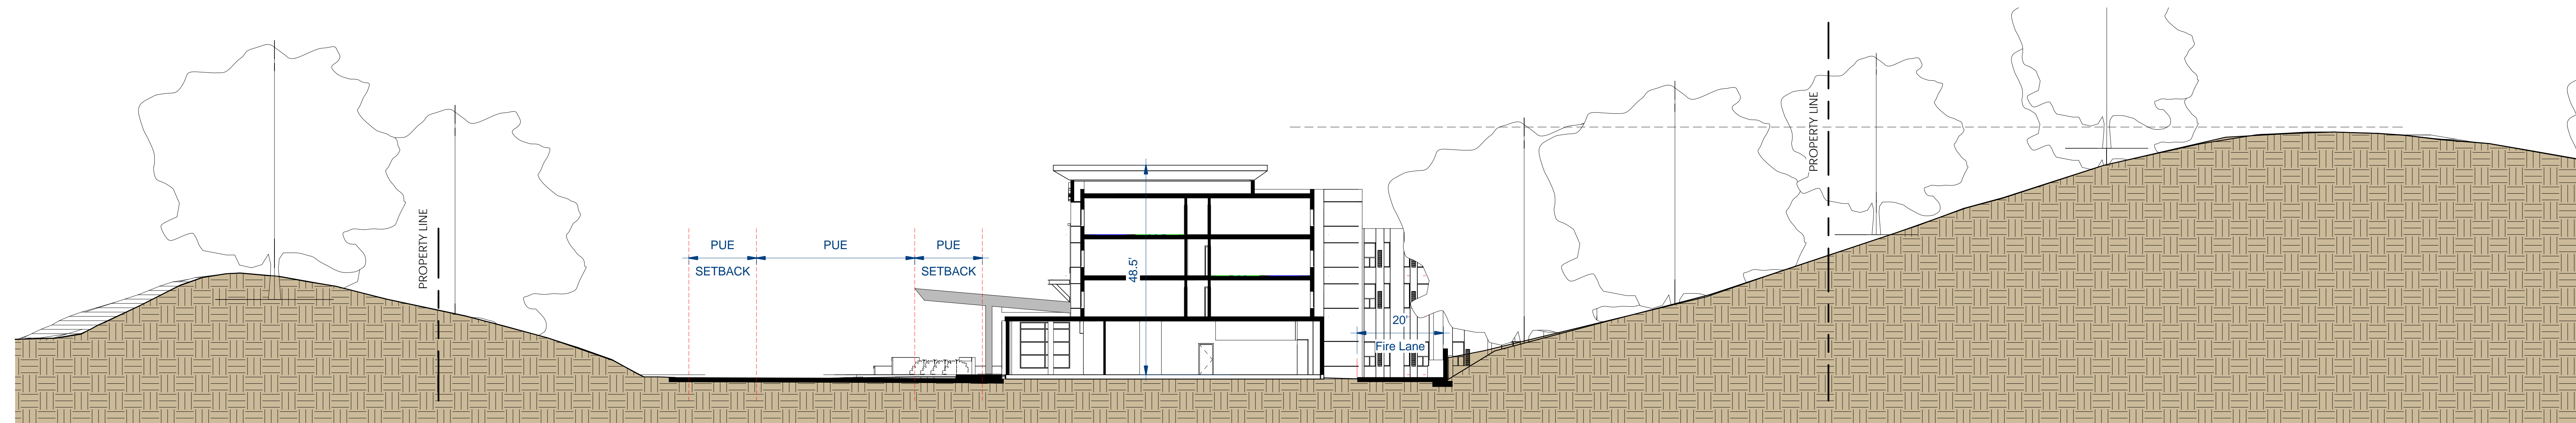 PROPERTY LINE
PUE
SETBACK
PUE
PUE
SETBACK
48.5'
20'
Fire Lane
PROPERTY LINE